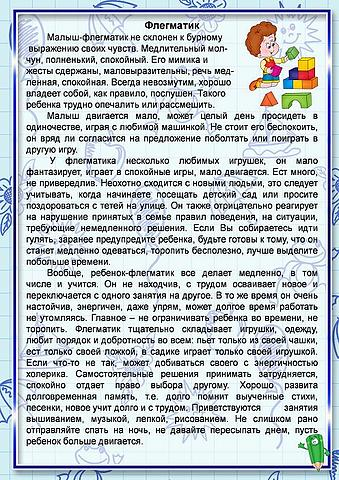 Флегматик
Малыш-флегматик не склонен к бурному
выражению своих чувств. Медлительный мол-
чун, полненький, спокойный. Его мимика и
жесты сдержаны, маловыразительны, речь мед-
ленная, спокойная. Всегда невозмутим, хорошо
владеет собой, как правило, послушен. Такого
ребенка трудно опечалить или рассмешить.
Малыш двигается мало, может целый день просидеть в
одиночестве, играя с любимой машинкой. Не стоит его беспокоить,
он вряд ли согласится на предложение поболтать или поиграть в
другую игру.
У флегматика несколько любимых игрушек, он мало
фантазирует, играет в спокойные игры, мало двигается. Ест много,
не привередлив. Неохотно сходится с новыми людьми, это следует
учитывать, когда начинаете посещать детский сад или просите
поздороваться с тетей на улице. Он также отрицательно реагирует
на нарушение принятых в семье правил поведения, на ситуации,
требующие немедленного решения. Если Вы собираетесь идти
гулять, заранее предупредите ребенка, будьте готовы к тому, что он
станет медленно одеваться, торопить бесполезно, лучше выделите
побольше времени.
Вообще, ребенок-флегматик все делает медленно, в том
числе и учится. Он не находчив, с трудом осваивает новое и
переключается с одного занятия на другое. В то же время он очень
настойчив, энергичен, даже упрям, может долгое время работать
не утомляясь. Главное – не ограничивать ребенка во времени, не
торопить. Флегматик тщательно складывает игрушки, одежду,
любит порядок и добротность во всем: пьет только из своей чашки,
ест только своей ложкой, в садике играет только своей игрушкой.
Если что-то не так, может добиваться своего с энергичностью
холерика. Самостоятельные решения принимать затрудняется,
спокойно отдает право выбора другому. Хорошо развита
долговременная память, т.е. долго помнит выученные стихи,
песенки, новое учит долго и с трудом. Приветствуются занятия
вышиванием, музыкой, лепкой, рисованием. Не слишком рано
отправляйте спать на ночь, не давайте пересыпать днем, пусть
ребенок больше двигается.